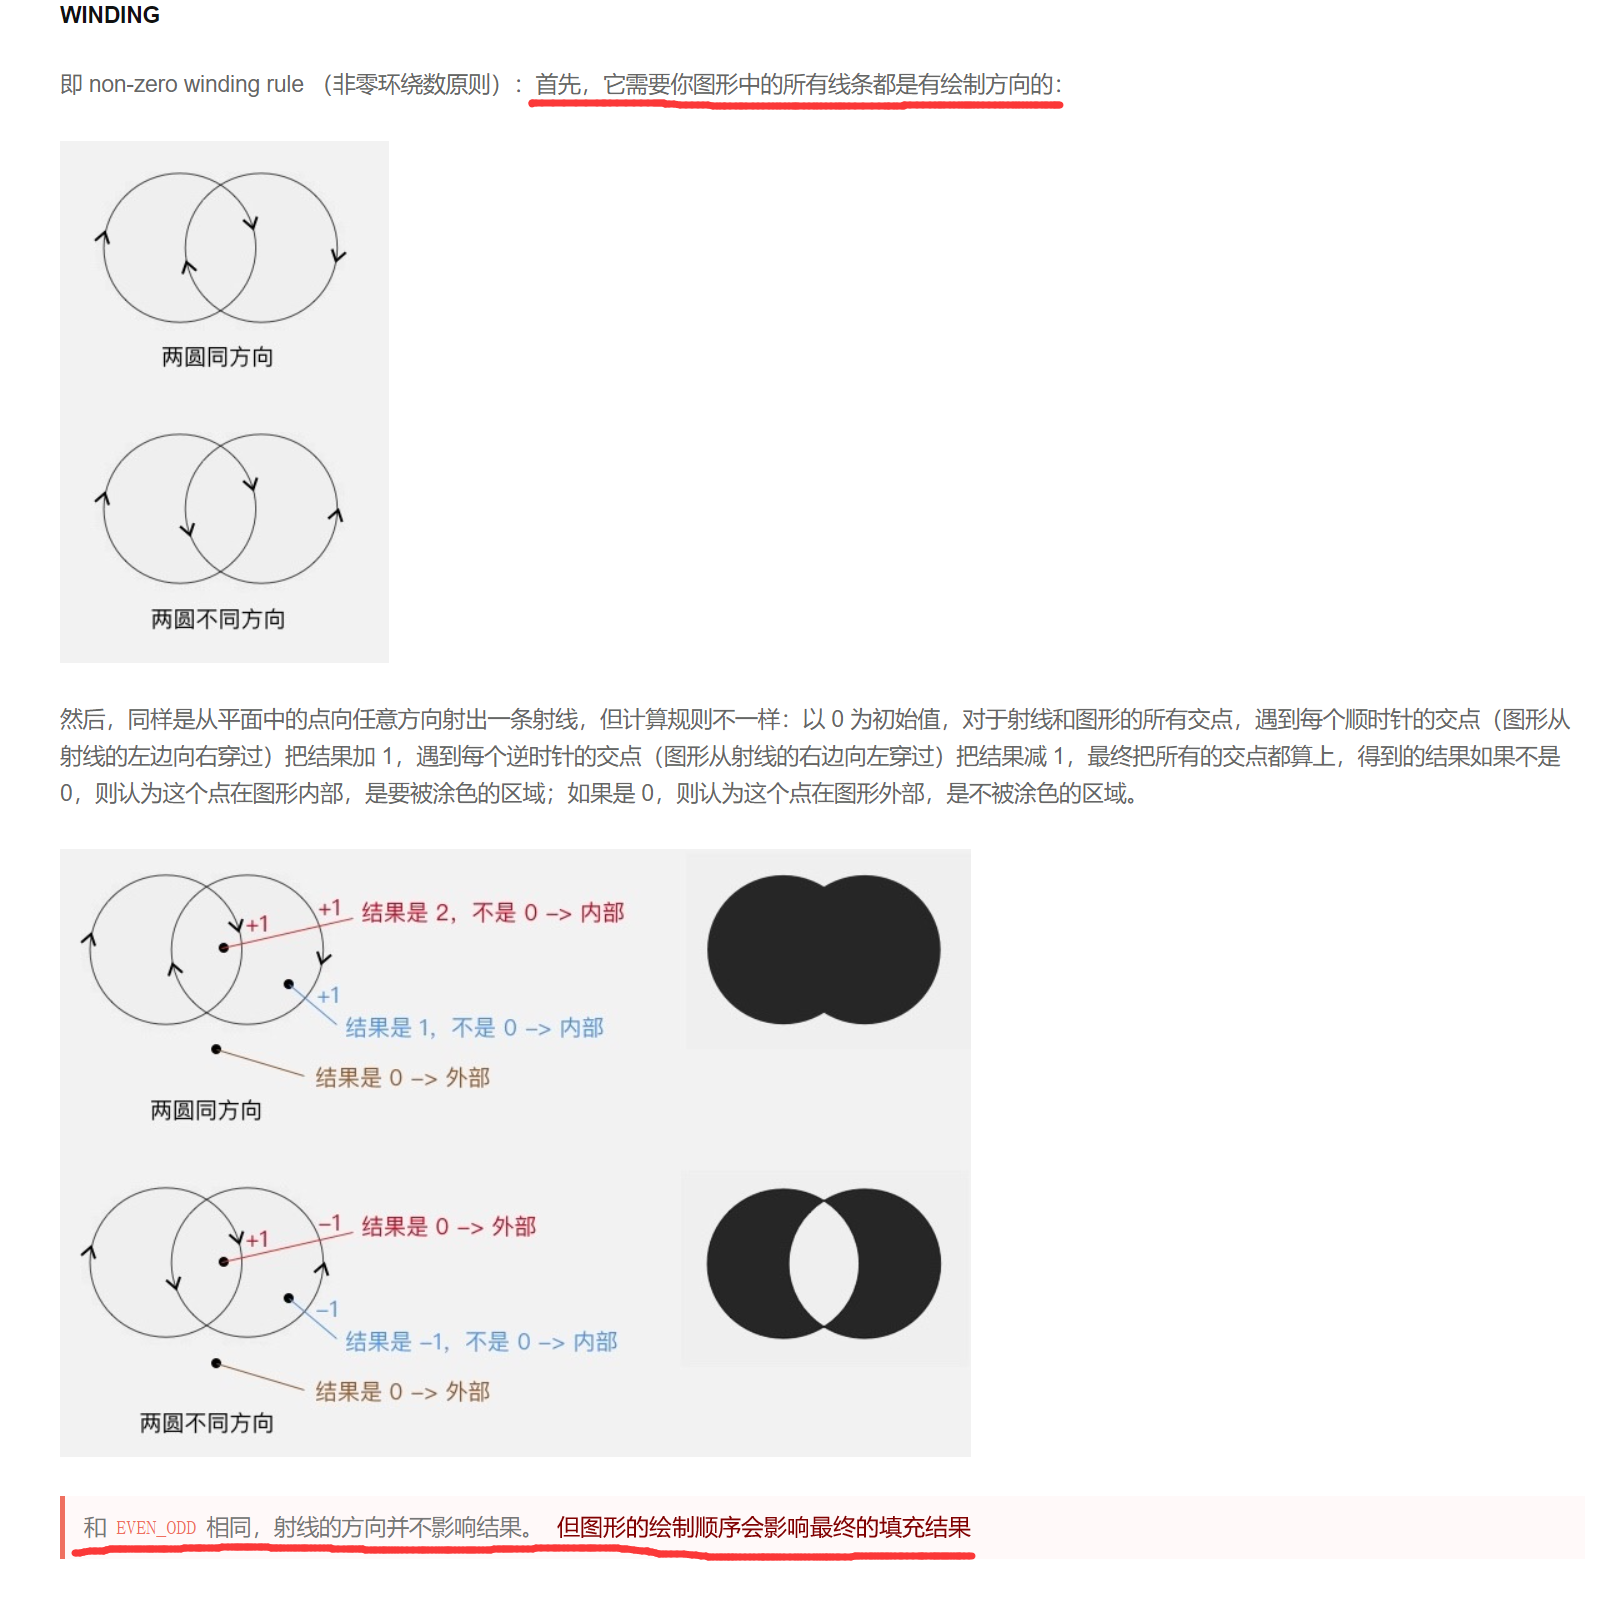 WINDING
即 non-zero winding rule （非零环绕数原则）：首先，它需要你图形中的所有线条都是有绘制方向的：
两圆同方向
两圆不同方向
然后，同样是从平面中的点向任意方向射出一条射线，但计算规则不一样：以 0 为初始值，对于射线和图形的所有交点，遇到每个顺时针的交点（图形从
射线的左边向右穿过）把结果加 1，遇到每个逆时针的交点（图形从射线的右边向左穿过）把结果减 1，最终把所有的交点都算上，得到的结果如果不是
0，则认为这个点在图形内部，是要被涂色的区域；如果是 0，则认为这个点在图形外部，是不被涂色的区域。
+1
+1
结果是 2，不是 0 –> 内部
+1
结果是 1，不是 0 –> 内部
结果是 0 –> 外部
两圆同方向
+1
–1
结果是 0 –> 外部
–1
结果是 –1，不是 0 –> 内部
结果是 0 –> 外部
两圆不同方向
和 EVEN_ODD 相同，射线的方向并不影响结果。 但图形的绘制顺序会影响最终的填充结果